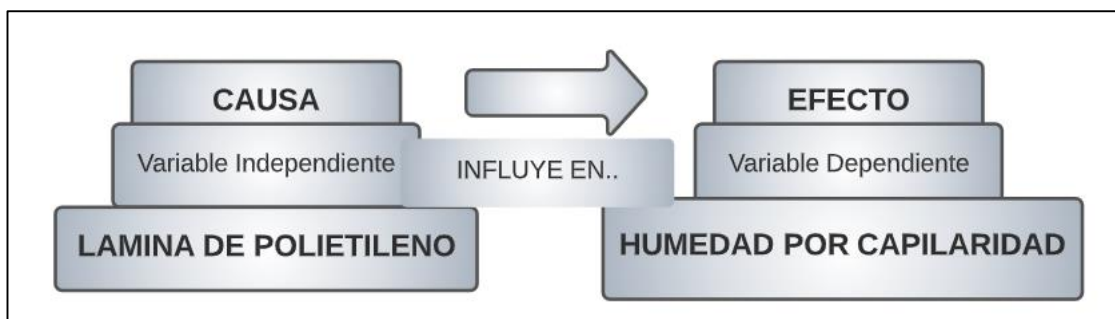 CAUSA
Variable Independiente
LAMINA DE POLIETILENO
INFLUYE EN..
EFECTO
Variable Dependiente
HUMEDAD POR CAPILARIDAD